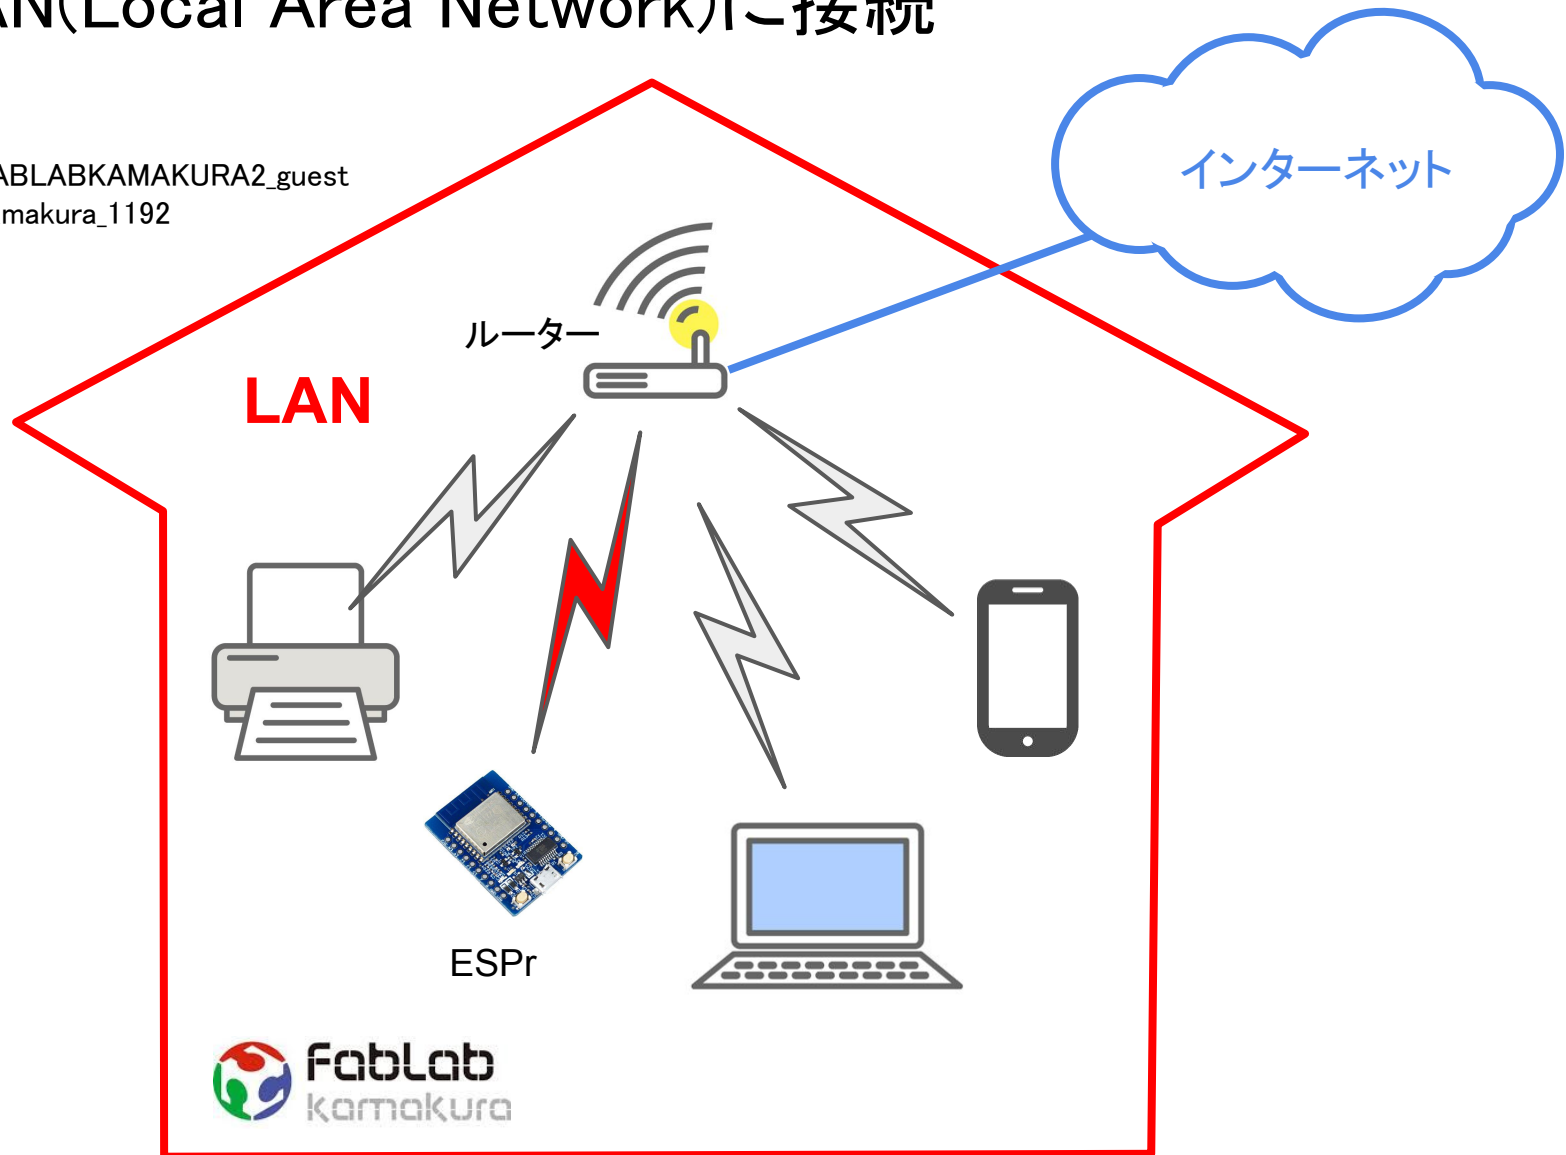 AN(Local Area Network)に接続
ABLABKAMAKURA2_guest
makura_1192
インターネット
ルーター
LAN
ESPr
FabLab
Kamakura